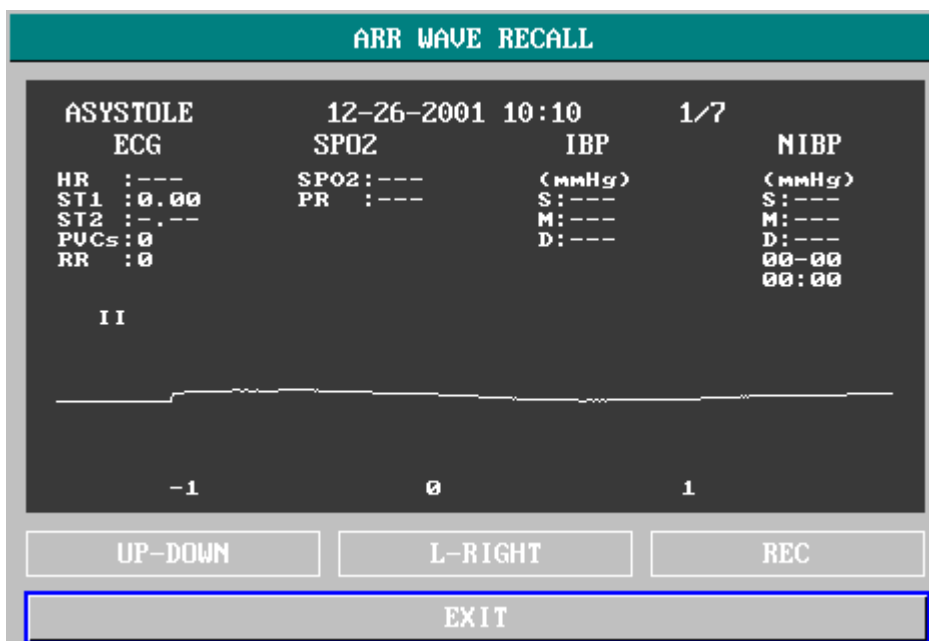 ARR WAVE RECALL
ASYSTOLE 12-26-2001 10:10 1/7
ECG SPO2 IBP NIBP
HR :--- SPO2:--- (mmHg) (mmHg)
ST1 :0.00 PR :--- S:--- S:---
ST2 :-.-- M:--- M:---
PVCs:0 D:--- D:---
RR :0 00-00
00:00
II
-1 0 1
UP-DOWN L-RIGHT REC
EXIT